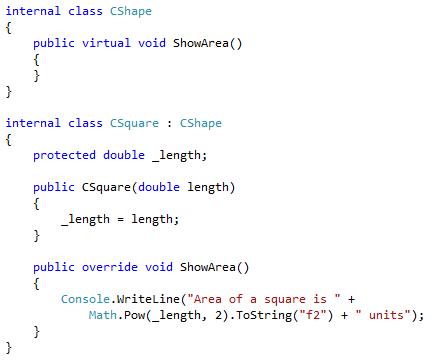 internal class CShape
{
    public virtual void ShowArea()
    {
    }
}

internal class CSquare : CShape
{
    protected double _length;

    public CSquare(double length)
    {
        _length = length;
    }

    public override void ShowArea()
    {
        Console.WriteLine("Area of a square is " +
            Math.Pow(_length, 2).ToString("f2") + " units");
    }
}